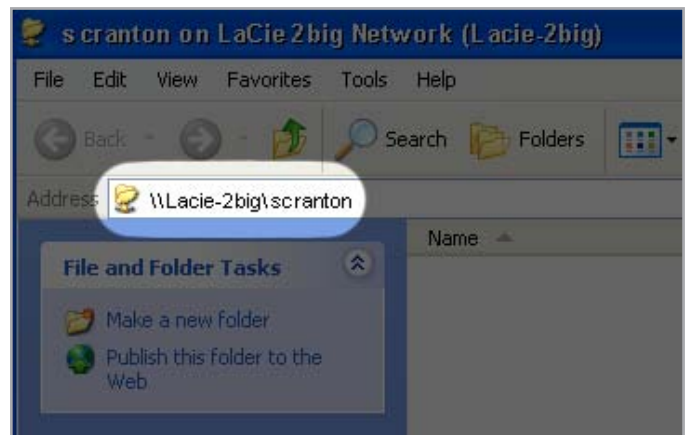 scranton on LaCie 2big Network (Lacie-2big)
File Edit View Favorites Tools Help
Back Search Folders
Address \\Lacie-2big\scranton
Name
File and Folder Tasks
Make a new folder
Publish this folder to the
Web